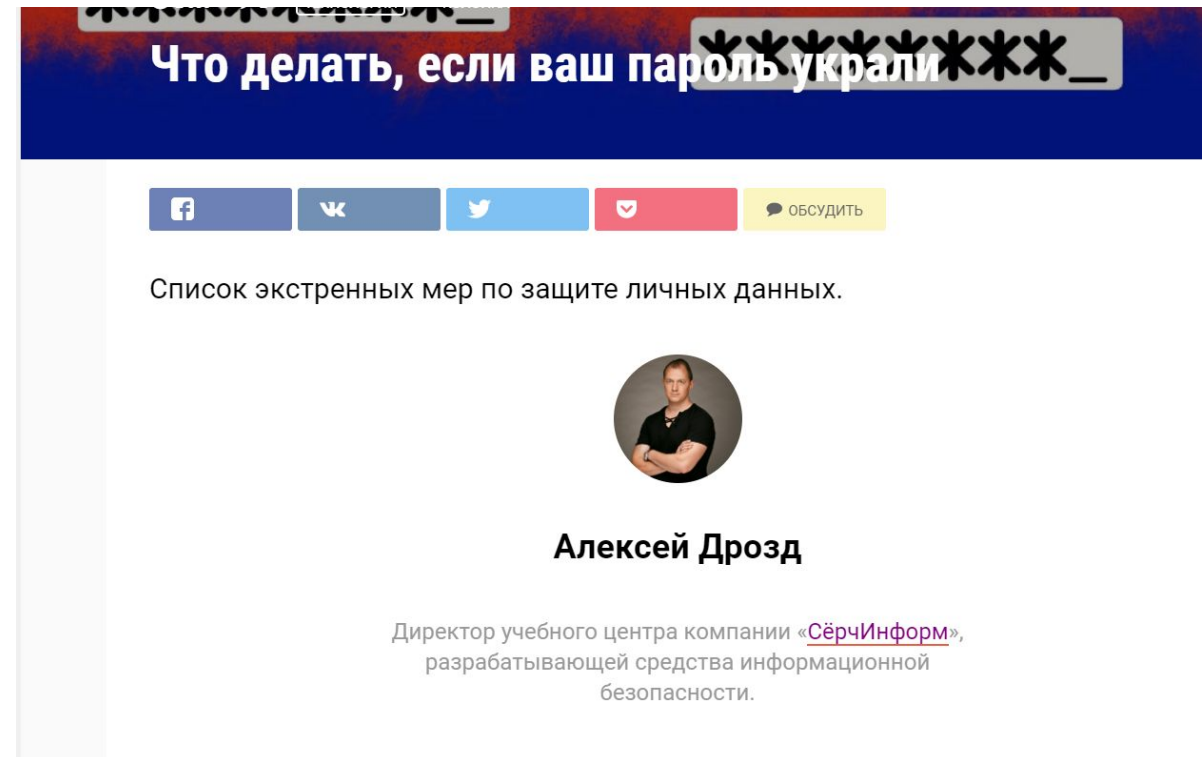 Что делать, если ваш пароль украли
ОБСУДИТЬ
Список экстренных мер по защите личных данных.
Алексей Дрозд
Директор учебного центра компании «СёрчИнформ»,
разрабатывающей средства информационной
безопасности.